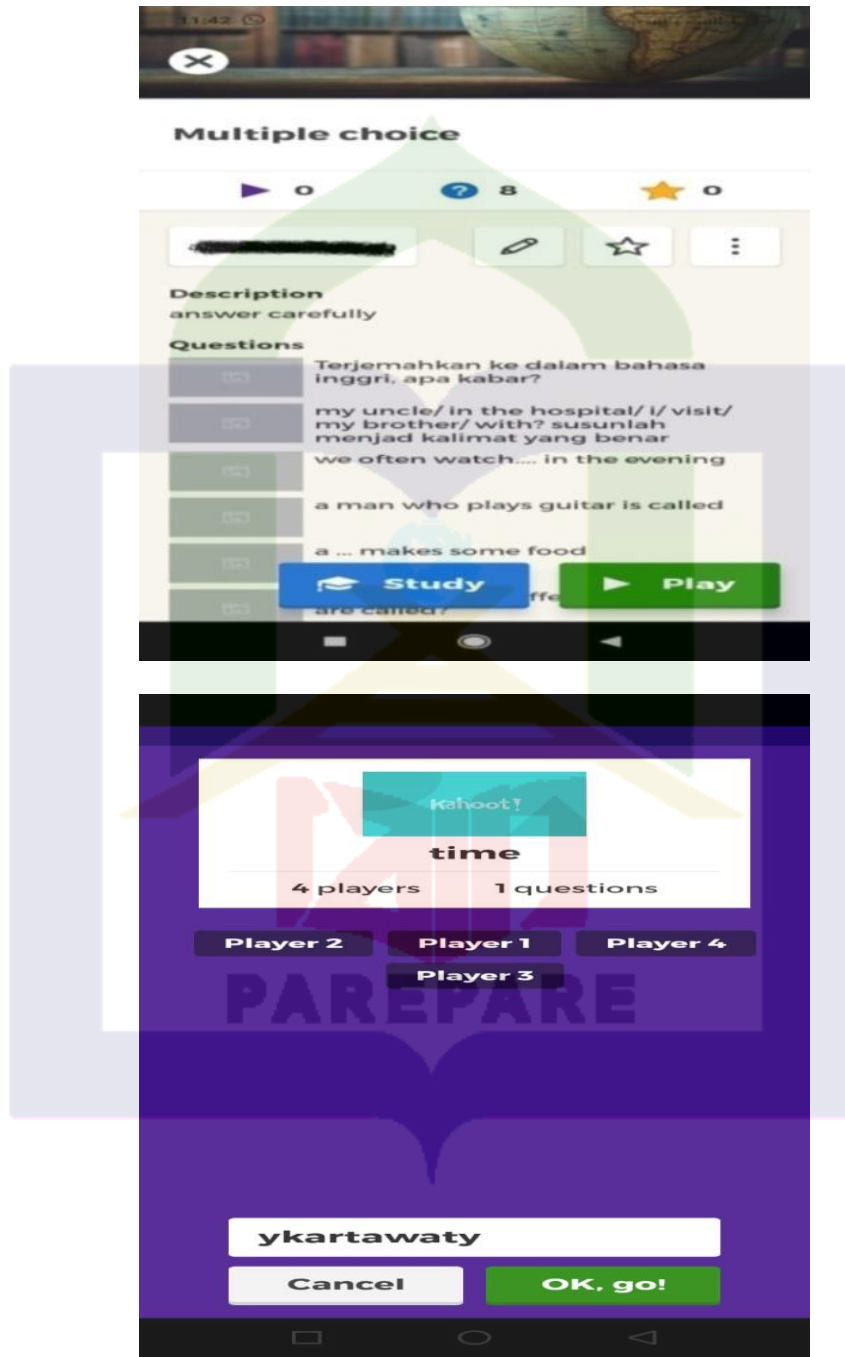 11:42
Multiple choice
0 8 0
Description
answer carefully
Questions
Terjemahkan ke dalam bahasa
inggri, apa kabar?
my uncle/ in the hospital/ i/ visit/
my brother/ with? susunlah
menjad kalimat yang benar
we often watch.... in the evening
a man who plays guitar is called
a ... makes some food
Study Play
are called?
Kahoot!
time
4 players 1 questions
Player 2 Player 1 Player 4
Player 3
PAREPARE
ykartawaty
Cancel OK, go!